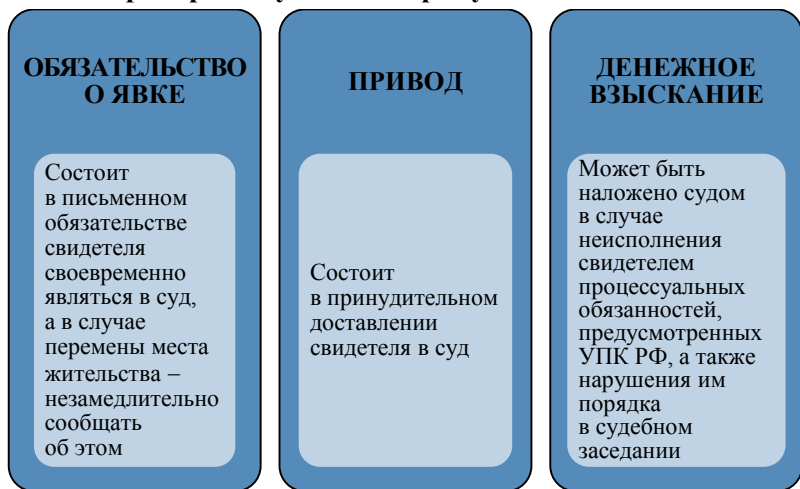 ОБЯЗАТЕЛЬСТВО
О ЯВКЕ
Состоит
в письменном
обязательстве
свидетеля
своевременно
являться в суд,
а в случае
перемены места
жительства –
незамедлительно
сообщать
об этом
ПРИВОД
Состоит
в принудительном
доставлении
свидетеля в суд
ДЕНЕЖНОЕ
ВЗЫСКАНИЕ
Может быть
наложено судом
в случае
неисполнения
свидетелем
процессуальных
обязанностей,
предусмотренных
УПК РФ, а также
нарушения им
порядка
в судебном
заседании